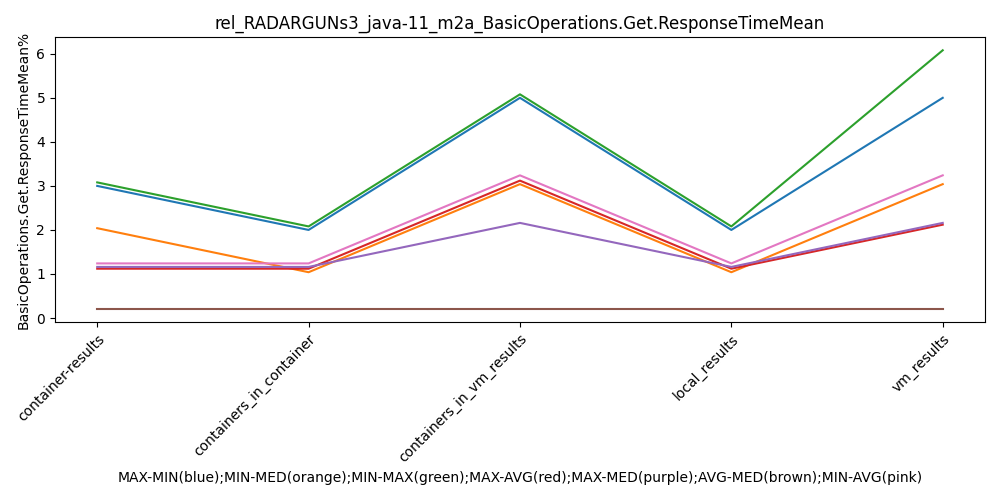 rel_RADARGUNs3_java-11_m2a_BasicOperations.Get.ResponseTimeMean
BasicOperations.Get.ResponseTimeMean%
6
5
4
3
2
1
0
container-results
containers_in_container
containers_in_vm_results
local_results
vm_results
MAX-MIN(blue);MIN-MED(orange);MIN-MAX(green);MAX-AVG(red);MAX-MED(purple);AVG-MED(brown);MIN-AVG(pink)